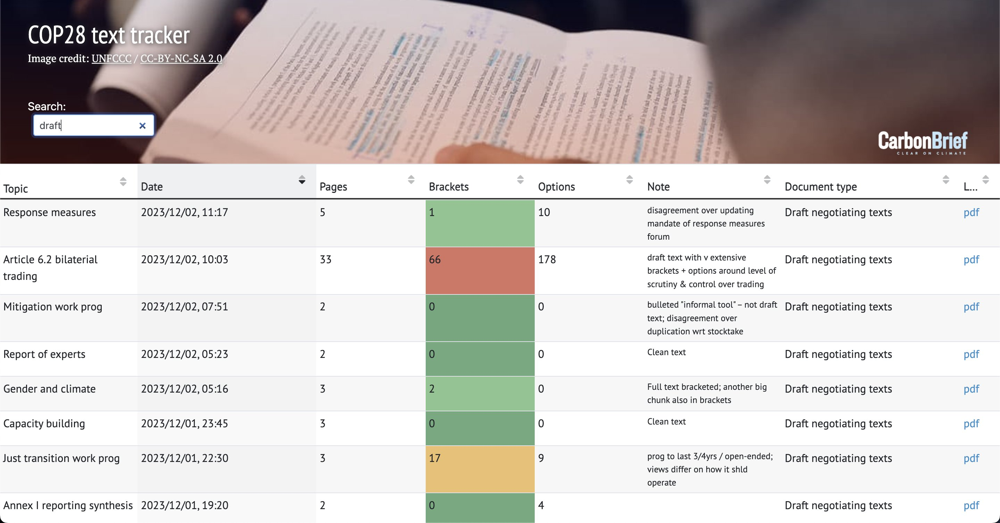 COP28 text tracker
Image credit: UNFCCC / CC-BY-NC-SA 2.0
Search:
draft
CarbonBrief
CLEAR ON CLIMATE
Topic Date Pages Brackets Options Note Document type L...
Response measures 2023/12/02, 11:17 5 1 10 disagreement over updating Draft negotiating texts pdf
mandate of response measures
forum
Article 6.2 bilaterial 2023/12/02, 10:03 33 66 178 draft text with v extensive Draft negotiating texts pdf
trading brackets + options around level of
scrutiny & control over trading
Mitigation work prog 2023/12/02, 07:51 2 0 0 bulleted "informal tool" – not draft Draft negotiating texts pdf
text; disagreement over
duplication wrt stocktake
Report of experts 2023/12/02, 05:23 2 0 0 Clean text Draft negotiating texts pdf
Gender and climate 2023/12/02, 05:16 3 2 0 Full text bracketed; another big Draft negotiating texts pdf
chunk also in brackets
Capacity building 2023/12/01, 23:45 3 0 0 Clean text Draft negotiating texts pdf
Just transition work prog 2023/12/01, 22:30 3 17 9 prog to last 3/4yrs / open-ended; Draft negotiating texts pdf
views differ on how it shld
operate
Annex I reporting synthesis 2023/12/01, 19:20 2 0 4 Draft negotiating texts pdf